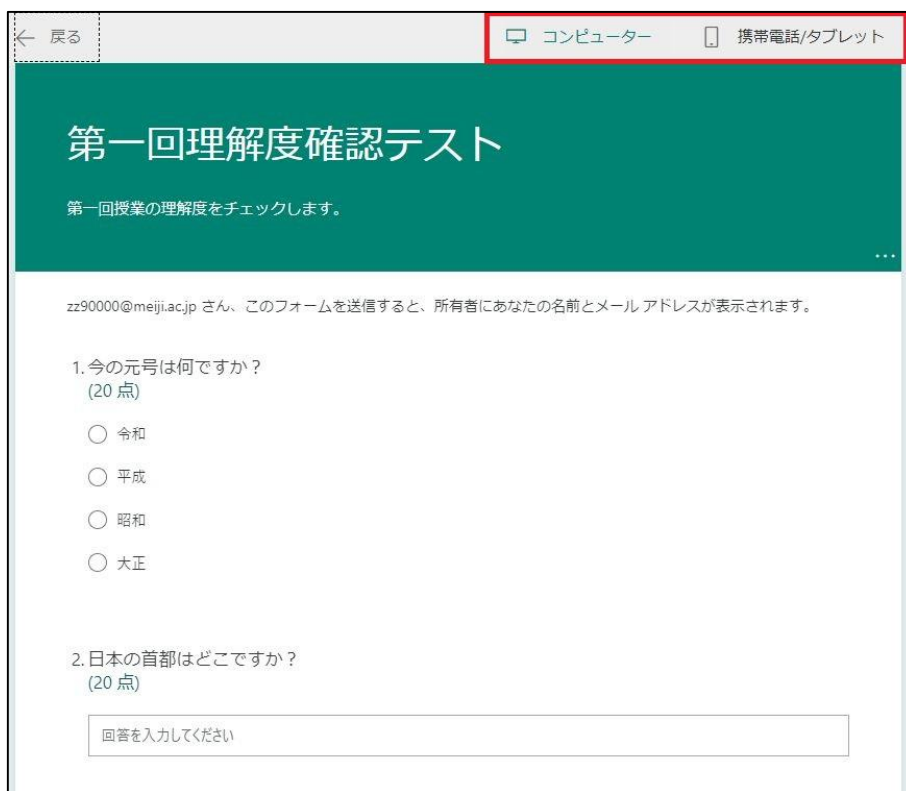 ← 戻る
コンピューター
携帯電話/タブレット
第一回理解度確認テスト
第一回授業の理解度をチェックします。
...
zz90000@meiji.ac.jp さん、このフォームを送信すると、所有者にあなたの名前とメール アドレスが表示されます。
1. 今の元号は何ですか？
(20 点)
令和
平成
昭和
大正
2. 日本の首都はどこですか？
(20 点)
回答を入力してください